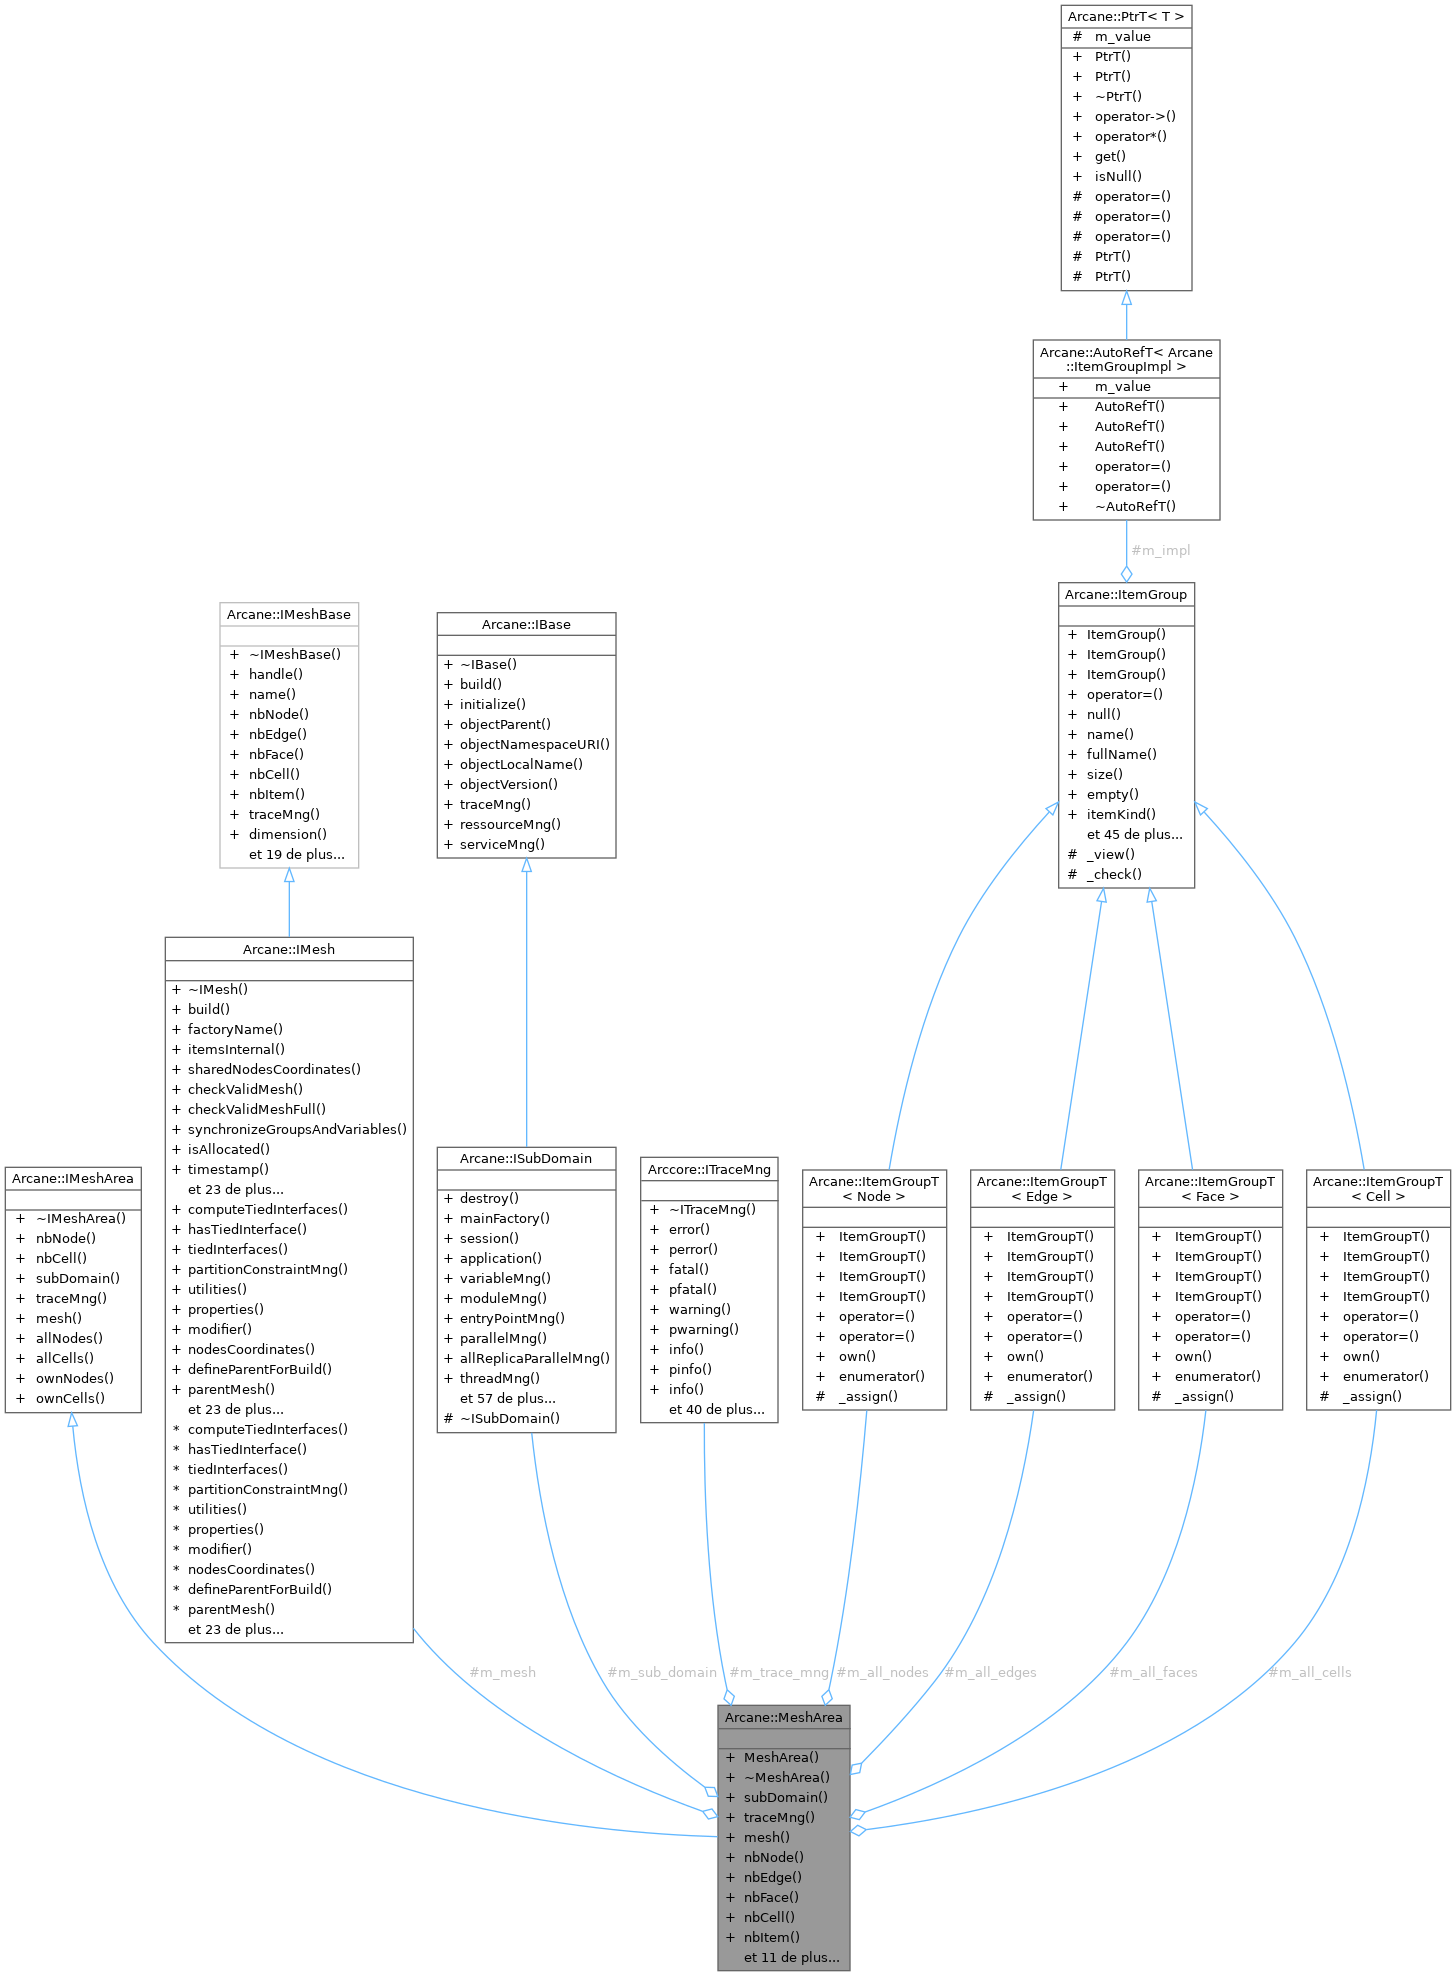 Arcane::PtrT< T >
# m_value
+ PtrT()
+ PtrT()
+ ~PtrT()
+ operator->()
+ operator*()
+ get()
+ isNull()
# operator=()
# operator=()
# operator=()
# PtrT()
# PtrT()
Arcane::AutoRefT< Arcane
::ItemGroupImpl >
+ m_value
+ AutoRefT()
+ AutoRefT()
+ AutoRefT()
+ operator=()
+ operator=()
+ ~AutoRefT()
#m_impl
Arcane::ItemGroup
+ ItemGroup()
+ ItemGroup()
+ ItemGroup()
+ operator=()
+ null()
+ name()
+ fullName()
+ size()
+ empty()
+ itemKind()
et 45 de plus...
# _view()
# _check()
Arcane::IMeshBase
+ ~IMeshBase()
+ handle()
+ name()
+ nbNode()
+ nbEdge()
+ nbFace()
+ nbCell()
+ nbItem()
+ traceMng()
+ dimension()
et 19 de plus...
Arcane::IBase
+ ~IBase()
+ build()
+ initialize()
+ objectParent()
+ objectNamespaceURI()
+ objectLocalName()
+ objectVersion()
+ traceMng()
+ ressourceMng()
+ serviceMng()
Arcane::IMeshArea
+ ~IMeshArea()
+ nbNode()
+ nbCell()
+ subDomain()
+ traceMng()
+ mesh()
+ allNodes()
+ allCells()
+ ownNodes()
+ ownCells()
Arcane::IMesh
+ ~IMesh()
+ build()
+ factoryName()
+ itemsInternal()
+ sharedNodesCoordinates()
+ checkValidMesh()
+ checkValidMeshFull()
+ synchronizeGroupsAndVariables()
+ isAllocated()
+ timestamp()
et 23 de plus...
+ computeTiedInterfaces()
+ hasTiedInterface()
+ tiedInterfaces()
+ partitionConstraintMng()
+ utilities()
+ properties()
+ modifier()
+ nodesCoordinates()
+ defineParentForBuild()
+ parentMesh()
et 23 de plus...
* computeTiedInterfaces()
* hasTiedInterface()
* tiedInterfaces()
* partitionConstraintMng()
* utilities()
* properties()
* modifier()
* nodesCoordinates()
* defineParentForBuild()
* parentMesh()
et 23 de plus...
Arcane::ISubDomain
+ destroy()
+ mainFactory()
+ session()
+ application()
+ variableMng()
+ moduleMng()
+ entryPointMng()
+ parallelMng()
+ allReplicaParallelMng()
+ threadMng()
et 57 de plus...
# ~ISubDomain()
Arccore::ITraceMng
+ ~ITraceMng()
+ error()
+ perror()
+ fatal()
+ pfatal()
+ warning()
+ pwarning()
+ info()
+ pinfo()
+ info()
et 40 de plus...
Arcane::ItemGroupT
< Node >
+ ItemGroupT()
+ ItemGroupT()
+ ItemGroupT()
+ ItemGroupT()
+ operator=()
+ operator=()
+ own()
+ enumerator()
# _assign()
Arcane::ItemGroupT
< Edge >
+ ItemGroupT()
+ ItemGroupT()
+ ItemGroupT()
+ ItemGroupT()
+ operator=()
+ operator=()
+ own()
+ enumerator()
# _assign()
Arcane::ItemGroupT
< Face >
+ ItemGroupT()
+ ItemGroupT()
+ ItemGroupT()
+ ItemGroupT()
+ operator=()
+ operator=()
+ own()
+ enumerator()
# _assign()
Arcane::ItemGroupT
< Cell >
+ ItemGroupT()
+ ItemGroupT()
+ ItemGroupT()
+ ItemGroupT()
+ operator=()
+ operator=()
+ own()
+ enumerator()
# _assign()
#m_mesh
#m_sub_domain
#m_trace_mng
#m_all_nodes
#m_all_edges
#m_all_faces
#m_all_cells
Arcane::MeshArea
+ MeshArea()
+ ~MeshArea()
+ subDomain()
+ traceMng()
+ mesh()
+ nbNode()
+ nbEdge()
+ nbFace()
+ nbCell()
+ nbItem()
et 11 de plus...